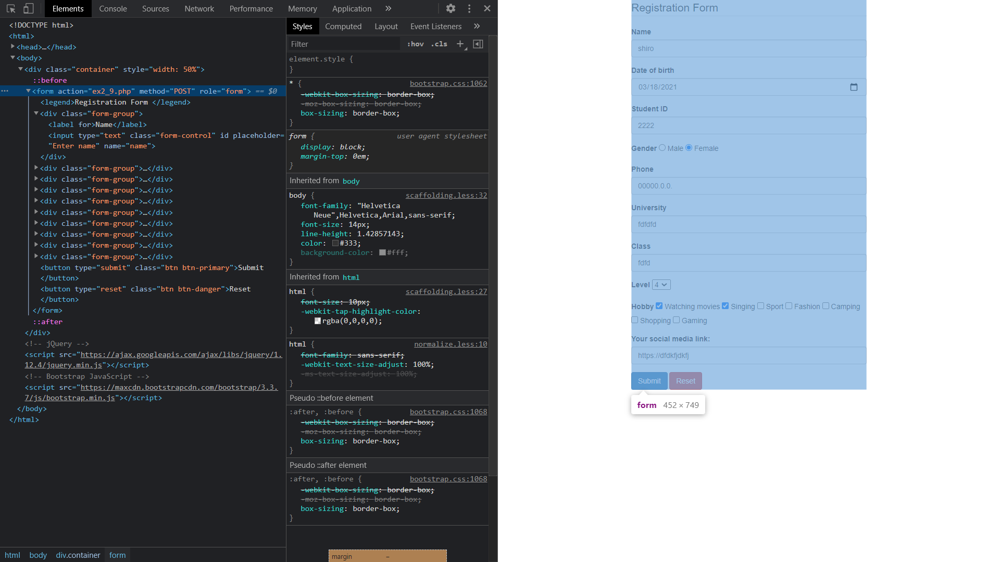 Elements Console Sources Network Performance Memory Application »
<!DOCTYPE html>
<html>
<head>…</head>
<body>
<div class="container" style="width: 50%">
::before
<form action="ex2_9.php" method="POST" role="form"> == $0
<legend>Registration Form </legend>
<div class="form-group">
<label for>Name</label>
<input type="text" class="form-control" id placeholder=
"Enter name" name="name">
</div>
<div class="form-group">…</div>
<div class="form-group">…</div>
<div class="form-group">…</div>
<div class="form-group">…</div>
<div class="form-group">…</div>
<div class="form-group">…</div>
<div class="form-group">…</div>
<div class="form-group">…</div>
<div class="form-group">…</div>
<button type="submit" class="btn btn-primary">Submit
</button>
<button type="reset" class="btn btn-danger">Reset
</button>
</form>
::after
</div>
<!-- jQuery -->
<script src="https://ajax.googleapis.com/ajax/libs/jquery/1.
12.4/jquery.min.js"></script>
<!-- Bootstrap JavaScript -->
<script src="https://maxcdn.bootstrapcdn.com/bootstrap/3.3.
7/js/bootstrap.min.js"></script>
</body>
</html>
html body div.container form
Styles Computed Layout Event Listeners »
Filter :hov .cls +
element.style {
}
* { bootstrap.css:1062
-webkit-box-sizing: border-box;
-moz-box-sizing: border-box;
box-sizing: border-box;
}
form { user agent stylesheet
display: block;
margin-top: 0em;
}
Inherited from body
body { scaffolding.less:32
font-family: "Helvetica
Neue",Helvetica,Arial,sans-serif;
font-size: 14px;
line-height: 1.42857143;
color: #333;
background-color: #fff;
}
Inherited from html
html { scaffolding.less:27
font-size: 10px;
-webkit-tap-highlight-color:
rgba(0,0,0,0);
}
html { normalize.less:10
font-family: sans-serif;
-webkit-text-size-adjust: 100%;
-ms-text-size-adjust: 100%;
}
Pseudo ::before element
:after, :before { bootstrap.css:1068
-webkit-box-sizing: border-box;
-moz-box-sizing: border-box;
box-sizing: border-box;
}
Pseudo ::after element
:after, :before { bootstrap.css:1068
-webkit-box-sizing: border-box;
-moz-box-sizing: border-box;
box-sizing: border-box;
}
margin –
Registration Form
Name
shiro
Date of birth
03/18/2021
Student ID
2222
Gender Male Female
Phone
00000.0.0.
University
fdfdfd
Class
fdfd
Level 4
Hobby Watching movies Singing Sport Fashion Camping
Shopping Gaming
Your social media link:
https://dfdkfjdkfj
Submit Reset
form 452 × 749